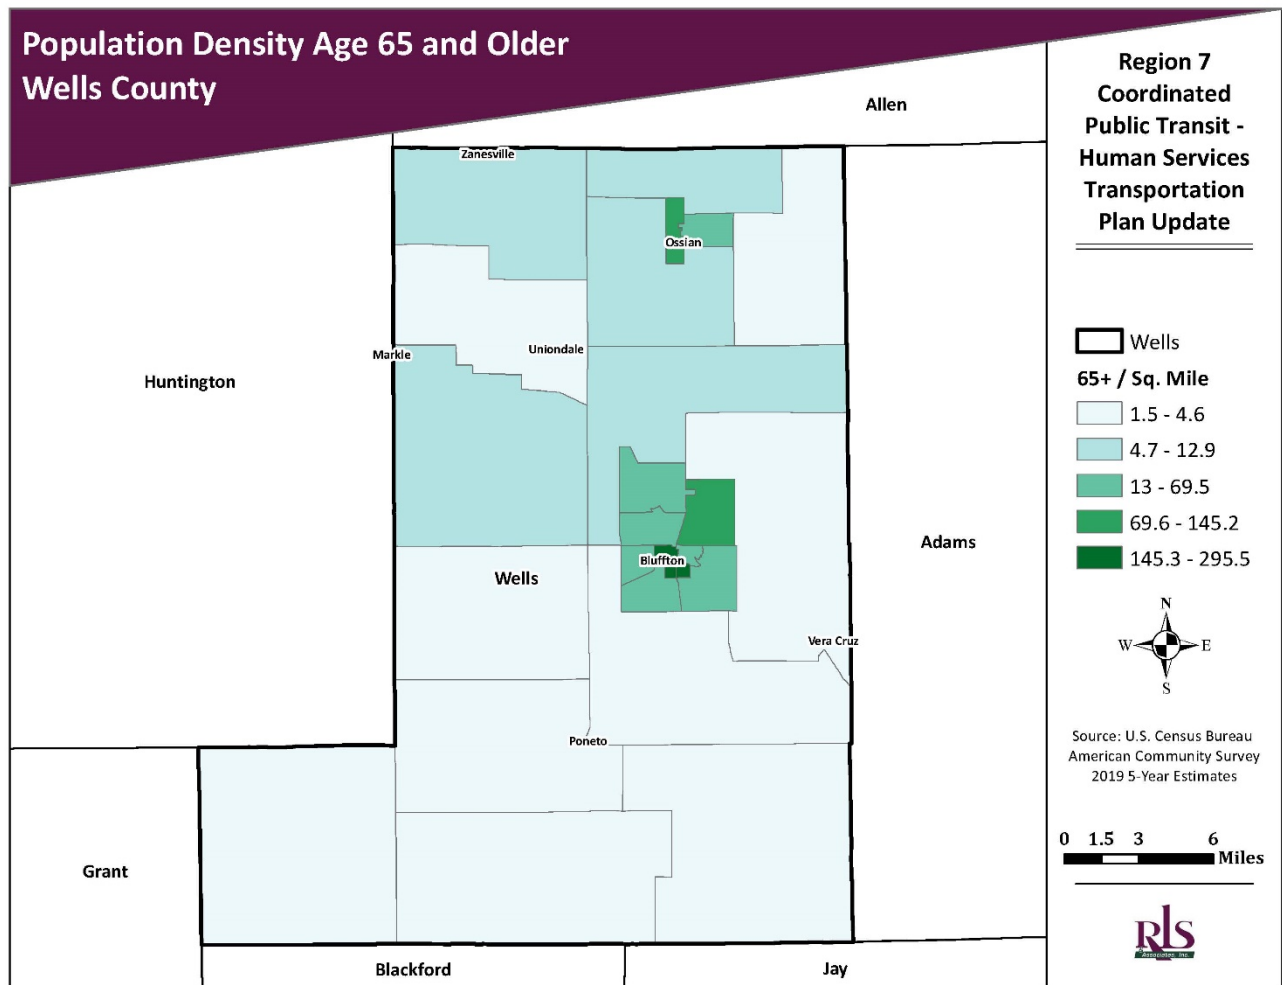 Population Density Age 65 and Older
Wells County
Allen
Zanesville
Ossian
Markle
Uniondale
Huntington
Adams
Wells
Bluffton
Vera Cruz
Poneto
Grant
Blackford
Jay
Region 7
Coordinated
Public Transit -
Human Services
Transportation
Plan Update
Wells
65+ / Sq. Mile
1.5 - 4.6
4.7 - 12.9
13 - 69.5
69.6 - 145.2
145.3 - 295.5
N
W E
S
Source: U.S. Census Bureau
American Community Survey
2019 5-Year Estimates
0 1.5 3 6
Miles
RLS
& Associates, Inc.